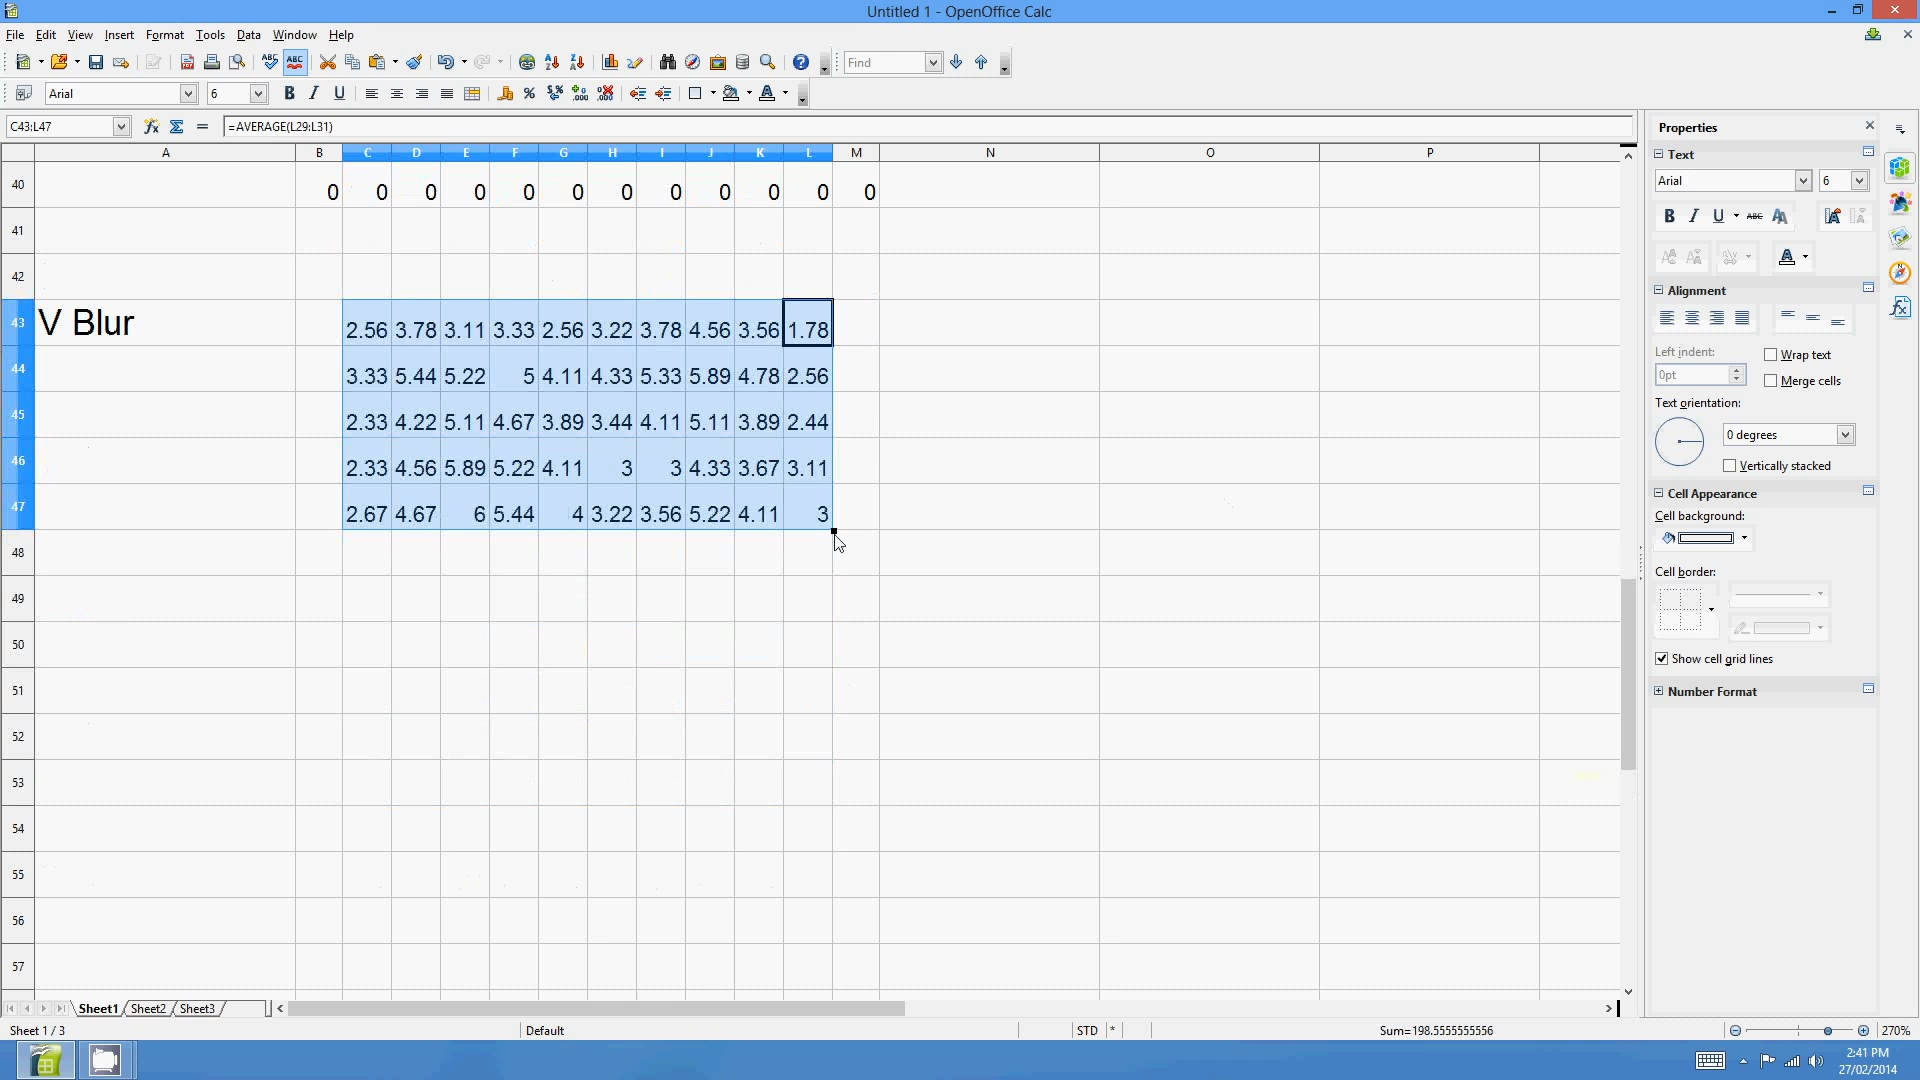 Untitled 1 - OpenOffice Calc
File Edit View Insert Format Tools Data Window Help
Find
Arial 6
C43:L47 =AVERAGE(L29:L31)
A B C D E F G H I J K L M N O P
40 0 0 0 0 0 0 0 0 0 0 0 0
41
42
43 V Blur 2.56 3.78 3.11 3.33 2.56 3.22 3.78 4.56 3.56 1.78
44 3.33 5.44 5.22 5 4.11 4.33 5.33 5.89 4.78 2.56
45 2.33 4.22 5.11 4.67 3.89 3.44 4.11 5.11 3.89 2.44
46 2.33 4.56 5.89 5.22 4.11 3 3 4.33 3.67 3.11
47 2.67 4.67 6 5.44 4 3.22 3.56 5.22 4.11 3
48
49
50
51
52
53
54
55
56
57
Properties
Text
Arial 6
Alignment
Left indent:
0pt
Wrap text
Merge cells
Text orientation:
0 degrees
Vertically stacked
Cell Appearance
Cell background:
Cell border:
Show cell grid lines
Number Format
Sheet1 Sheet2 Sheet3
Sheet 1 / 3 Default STD * Sum=198.5555555556 270%
2:41 PM
27/02/2014